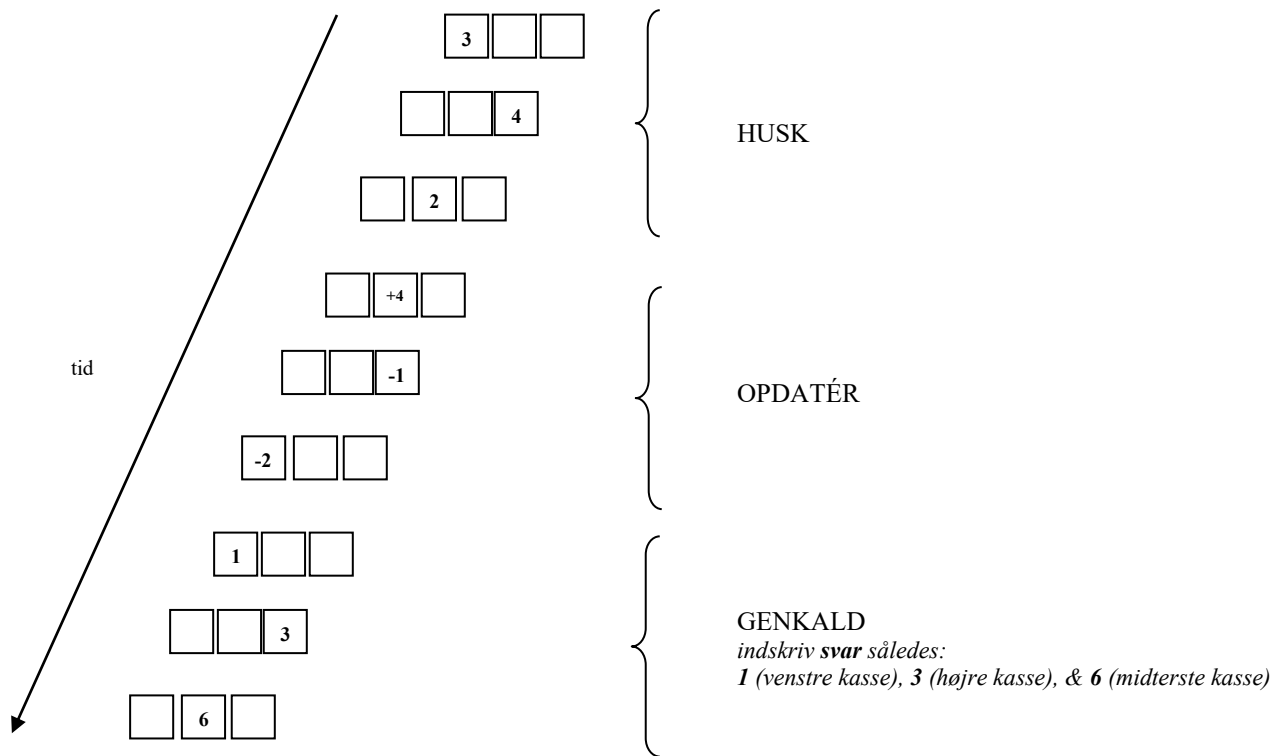 3
4
HUSK
2
+4
tid
-1
OPDATÉR
-2
1
3
GENKALD
indskriv svar således:
1 (venstre kasse), 3 (højre kasse), & 6 (midterste kasse)
6